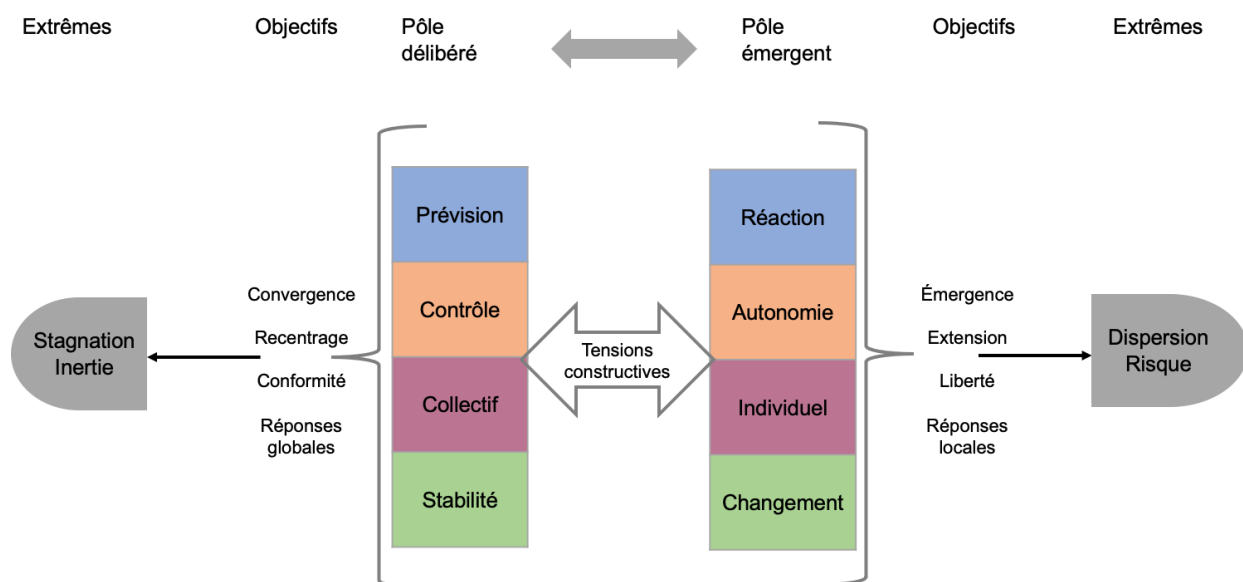 Extrêmes
Objectifs
Pôle
délibéré
Pôle
émergent
Objectifs
Extrêmes
Prévision
Contrôle
Collectif
Stabilité
Réaction
Autonomie
Individuel
Changement
Tensions
constructives
Convergence
Recentrage
Conformité
Réponses
globales
Stagnation
Inertie
Émergence
Extension
Liberté
Réponses
locales
Dispersion
Risque